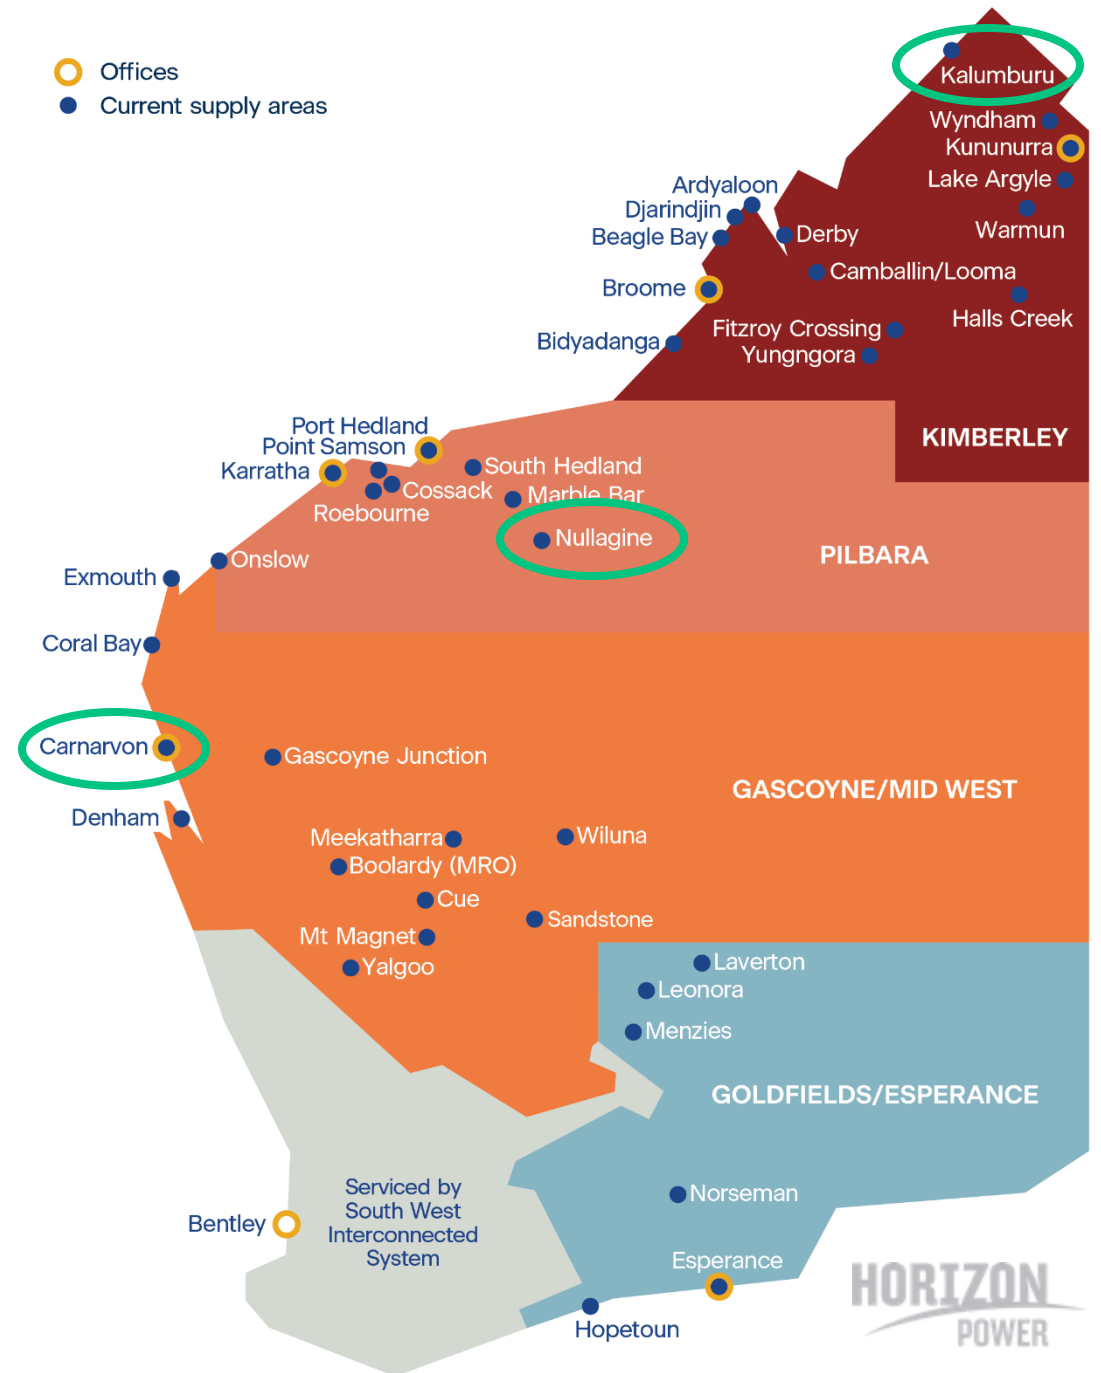 Offices
Current supply areas
Kalumburu
Wyndham
Kununurra
Lake Argyle
Warmun
Ardyaloon
Djarindjin
Beagle Bay
Derby
Camballin/Looma
Broome
Halls Creek
Fitzroy Crossing
Bidyadanga
Yungngora
KIMBERLEY
Port Hedland
Point Samson
Karratha
South Hedland
Cossack
Marble Bar
Roebourne
Nullagine
PILBARA
Onslow
Exmouth
Coral Bay
Carnarvon
Gascoyne Junction
GASCOYNE/MID WEST
Denham
Meekatharra
Wiluna
Boolardy (MRO)
Cue
Sandstone
Mt Magnet
Yalgoo
Laverton
Leonora
Menzies
GOLDFIELDS/ESPERANCE
Serviced by
South West
Interconnected
System
Norseman
Bentley
Esperance
Hopetoun
HORIZON
POWER